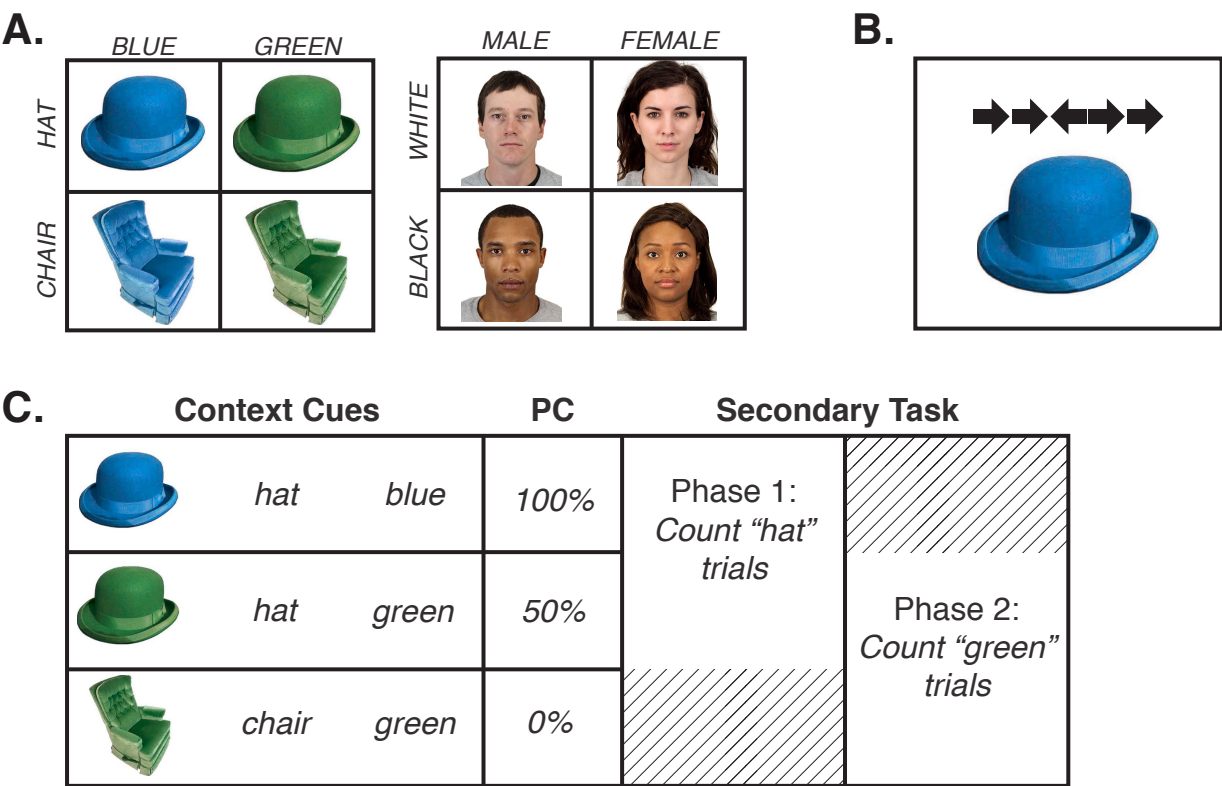 A.
BLUE GREEN
HAT
CHAIR
MALE FEMALE
WHITE
BLACK
B.
C.
Context Cues PC Secondary Task
hat blue 100%
hat green 50%
chair green 0%
Phase 1:
Count “hat”
trials
Phase 2:
Count “green”
trials